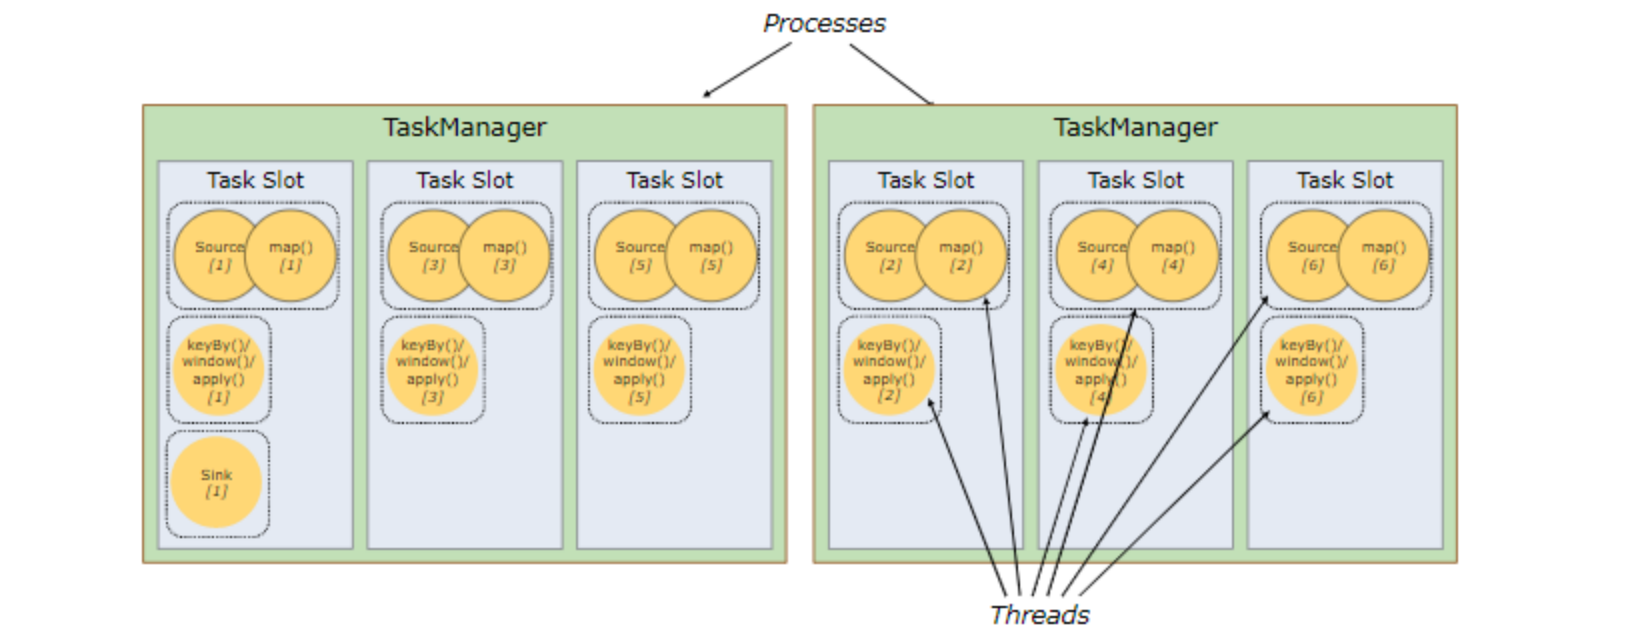 Processes
TaskManager
TaskManager
Task Slot
Task Slot
Task Slot
Task Slot
Task Slot
Task Slot
Source
[1]
map()
[1]
Source
[3]
map()
[3]
Source
[5]
map()
[5]
Source
[2]
map()
[2]
Source
[4]
map()
[4]
Source
[6]
map()
[6]
keyBy()/
window()/
apply()
[1]
keyBy()/
window()/
apply()
[3]
keyBy()/
window()/
apply()
[5]
keyBy()/
window()/
apply()
[2]
keyBy()/
window()/
apply()
[4]
keyBy()/
window()/
apply()
[6]
Sink
[1]
Threads